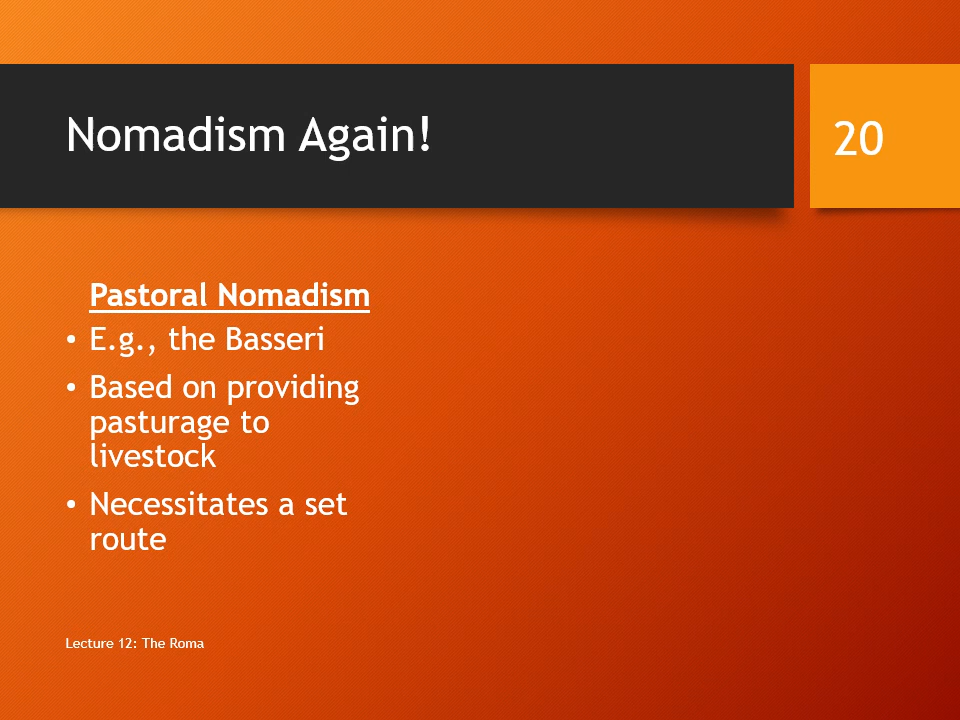 Nomadism Again!
20
Pastoral Nomadism
• E.g., the Basseri
• Based on providing
pasturage to
livestock
• Necessitates a set
route
Lecture 12: The Roma